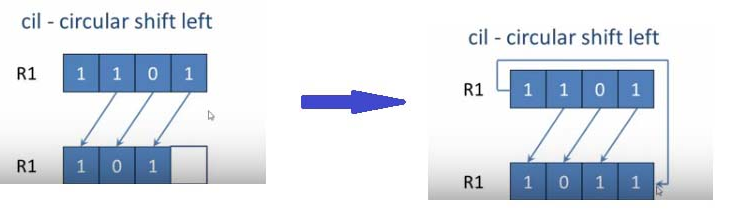 cil - circular shift left
R1 1 1 0 1
R1 1 0 1
cil - circular shift left
R1 1 1 0 1
R1 1 0 1 1